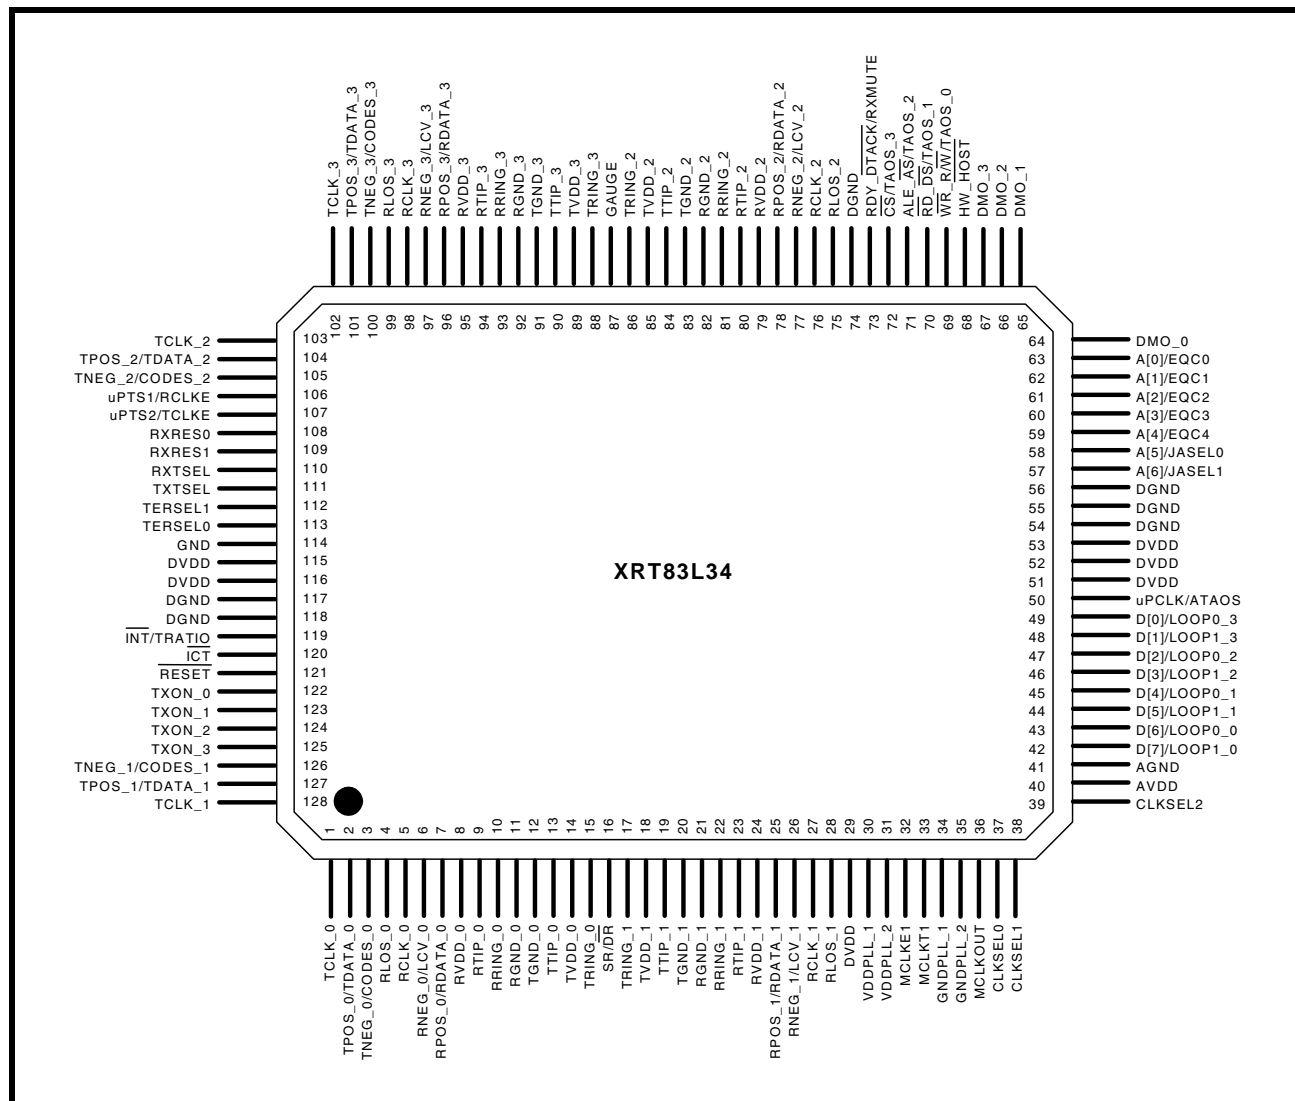 TCLK_3
TPOS_3/TDATA_3
TNEG_3/CODES_3
RLOS_3
RCLK_3
RNEG_3/LCV_3
RPOS_3/RDATA_3
RVDD_3
RTIP_3
RRING_3
RGND_3
TGND_3
TTIP_3
TVDD_3
TRING_3
GAUGE
TRING_2
TVDD_2
TTIP_2
TGND_2
RGND_2
RRING_2
RTIP_2
RVDD_2
RPOS_2/RDATA_2
RNEG_2/LCV_2
RCLK_2
RLOS_2
DGND
RDY_DTACK/RXMUTE
CS/TAOS_3
ALE_AS/TAOS_2
RD_DS/TAOS_1
WR_R/W/TAOS_0
HW_HOST
DMO_3
DMO_2
DMO_1
102
101
100
99
98
97
96
95
94
93
92
91
90
89
88
87
86
85
84
83
82
81
80
79
78
77
76
75
74
73
72
71
70
69
68
67
66
65
TCLK_2 103
TPOS_2/TDATA_2 104
TNEG_2/CODES_2 105
uPTS1/RCLKE 106
uPTS2/TCLKE 107
RXRES0 108
RXRES1 109
RXTSEL 110
TXTSEL 111
TERSEL1 112
TERSEL0 113
GND 114
DVDD 115
DVDD 116
DGND 117
DGND 118
INT/TRATIO 119
ICT 120
RESET 121
TXON_0 122
TXON_1 123
TXON_2 124
TXON_3 125
TNEG_1/CODES_1 126
TPOS_1/TDATA_1 127
TCLK_1 128
XRT83L34
64 DMO_0
63 A[0]/EQC0
62 A[1]/EQC1
61 A[2]/EQC2
60 A[3]/EQC3
59 A[4]/EQC4
58 A[5]/JASEL0
57 A[6]/JASEL1
56 DGND
55 DGND
54 DGND
53 DVDD
52 DVDD
51 DVDD
50 uPCLK/ATAOS
49 D[0]/LOOP0_3
48 D[1]/LOOP1_3
47 D[2]/LOOP0_2
46 D[3]/LOOP1_2
45 D[4]/LOOP0_1
44 D[5]/LOOP1_1
43 D[6]/LOOP0_0
42 D[7]/LOOP1_0
41 AGND
40 AVDD
39 CLKSEL2
1
2
3
4
5
6
7
8
9
10
11
12
13
14
15
16
17
18
19
20
21
22
23
24
25
26
27
28
29
30
31
32
33
34
35
36
37
38
TCLK_0
TPOS_0/TDATA_0
TNEG_0/CODES_0
RLOS_0
RCLK_0
RNEG_0/LCV_0
RPOS_0/RDATA_0
RVDD_0
RTIP_0
RRING_0
RGND_0
TGND_0
TTIP_0
TVDD_0
TRING_0
SR/DR
TRING_1
TVDD_1
TTIP_1
TGND_1
RGND_1
RRING_1
RTIP_1
RVDD_1
RPOS_1/RDATA_1
RNEG_1/LCV_1
RCLK_1
RLOS_1
DVDD
VDDPLL_1
VDDPLL_2
MCLKE1
MCLKT1
GNDPLL_1
GNDPLL_2
MCLKOUT
CLKSEL0
CLKSEL1